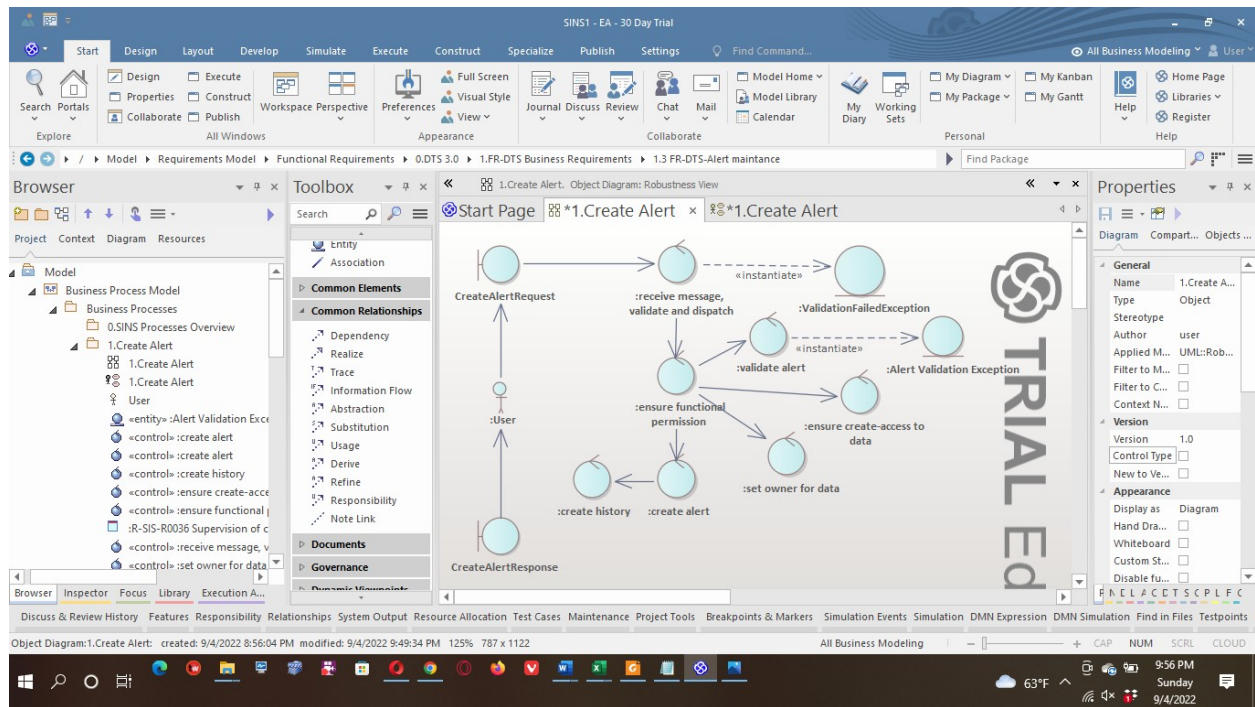 SINS1 - EA - 30 Day Trial
Start Design Layout Develop Simulate Execute Construct Specialize Publish Settings Find Command... All Business Modeling User
Search Portals
Explore
Design Execute
Properties Construct
Collaborate Publish
Workspace Perspective
All Windows
Preferences
Full Screen
Visual Style
View
Appearance
Journal Discuss Review Chat Mail
Model Home
Model Library
Calendar
Collaborate
My Diary
Working Sets
My Diagram My Kanban
My Package My Gantt
Personal
Help
Home Page
Libraries
Register
Help
/ Model Requirements Model Functional Requirements 0.DTS 3.0 1.FR-DTS Business Requirements 1.3 FR-DTS-Alert maintance
Find Package
Browser
Project Context Diagram Resources
Model
Business Process Model
Business Processes
0.SINS Processes Overview
1.Create Alert
1.Create Alert
1.Create Alert
User
«entity» :Alert Validation Exce
«control» :create alert
«control» :create alert
«control» :create history
«control» :ensure create-acce
«control» :ensure functional
:R-SIS-R0036 Supervision of c
«control» :receive message, v
«control» :set owner for data
Browser Inspector Focus Library Execution A...
Toolbox
Search
Entity
Association
Common Elements
Common Relationships
Dependency
Realize
Trace
Information Flow
Abstraction
Substitution
Usage
Derive
Refine
Responsibility
Note Link
Documents
Governance
Dynamic Viewpoints
1.Create Alert. Object Diagram: Robustness View
Start Page *1.Create Alert × *1.Create Alert
CreateAlertRequest
:receive message,
validate and dispatch
«instantiate»
:ValidationFailedException
:validate alert
«instantiate»
:Alert Validation Exception
:User
:ensure functional
permission
:ensure create-access to
data
:set owner for data
:create history
:create alert
CreateAlertResponse
TRIAL Ed
Properties
Diagram Compart... Objects ...
General
Name 1.Create A...
Type Object
Stereotype
Author user
Applied M... UML::Rob...
Filter to M...
Filter to C...
Context N...
Version
Version 1.0
Control Type
New to Ve...
Appearance
Display as Diagram
Hand Dra...
Whiteboard
Custom St...
Disable fu...
Discuss & Review History Features Responsibility Relationships System Output Resource Allocation Test Cases Maintenance Project Tools Breakpoints & Markers Simulation Events Simulation DMN Expression DMN Simulation Find in Files Testpoints
Object Diagram:1.Create Alert: created: 9/4/2022 8:56:04 PM modified: 9/4/2022 9:49:34 PM 125% 787 x 1122
All Business Modeling
CAP NUM SCRL CLOUD
63°F
9:56 PM
Sunday
9/4/2022